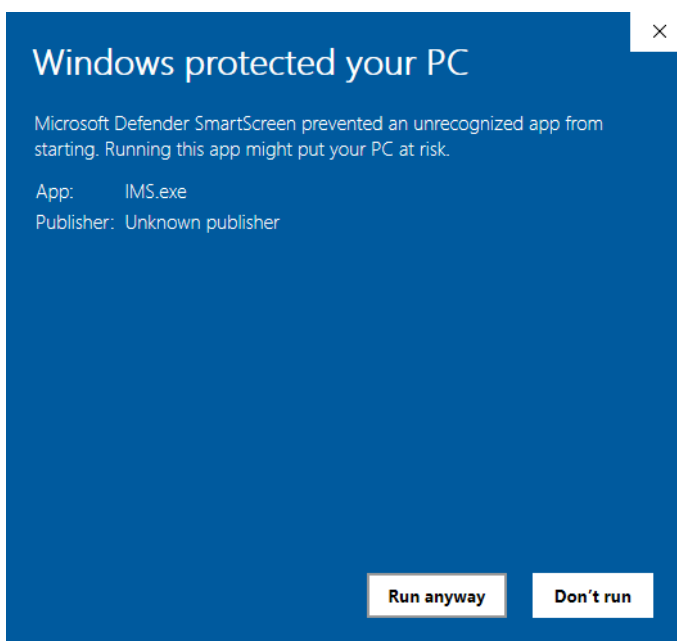 Windows protected your PC
Microsoft Defender SmartScreen prevented an unrecognized app from
starting. Running this app might put your PC at risk.
App: IMS.exe
Publisher: Unknown publisher
Run anyway Don't run